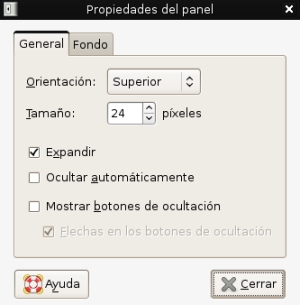 Propiedades del panel
General Fondo
Orientación: Superior
Tamaño: 24 píxeles
Expandir
Ocultar automáticamente
Mostrar botones de ocultación
Flechas en los botones de ocultación
Ayuda Cerrar